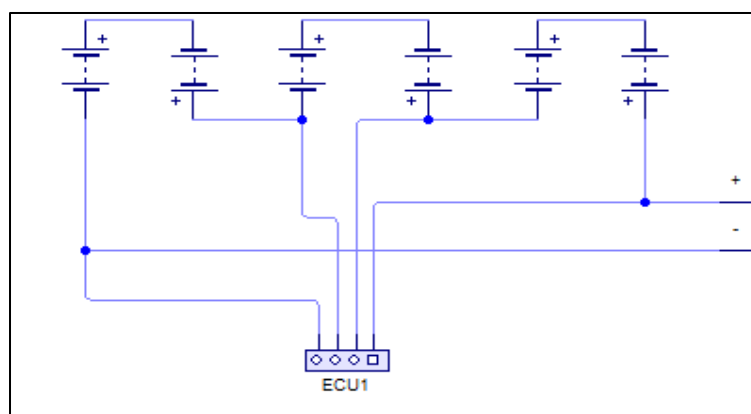 + + +
+ + +
+
-
ECU1